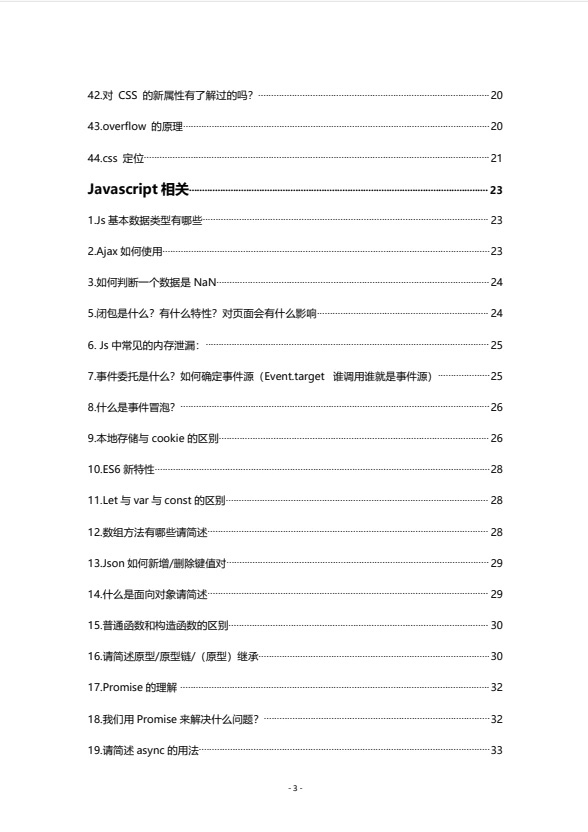 42.对 CSS 的新属性有了解过的吗？ 20
43.overflow 的原理 20
44.css 定位 21
Javascript 相关 23
1.Js 基本数据类型有哪些 23
2.Ajax 如何使用 23
3.如何判断一个数据是 NaN 24
5.闭包是什么？有什么特性？对页面会有什么影响 24
6. Js 中常见的内存泄漏： 25
7.事件委托是什么？如何确定事件源（Event.target 谁调用谁就是事件源） 25
8.什么是事件冒泡？ 26
9.本地存储与 cookie 的区别 26
10.ES6 新特性 28
11.Let 与 var 与 const 的区别 28
12.数组方法有哪些请简述 28
13.Json 如何新增/删除键值对 29
14.什么是面向对象请简述 29
15.普通函数和构造函数的区别 30
16.请简述原型/原型链/（原型）继承 30
17.Promise 的理解 32
18.我们用 Promise 来解决什么问题？ 32
19.请简述 async 的用法 33
- 3 -